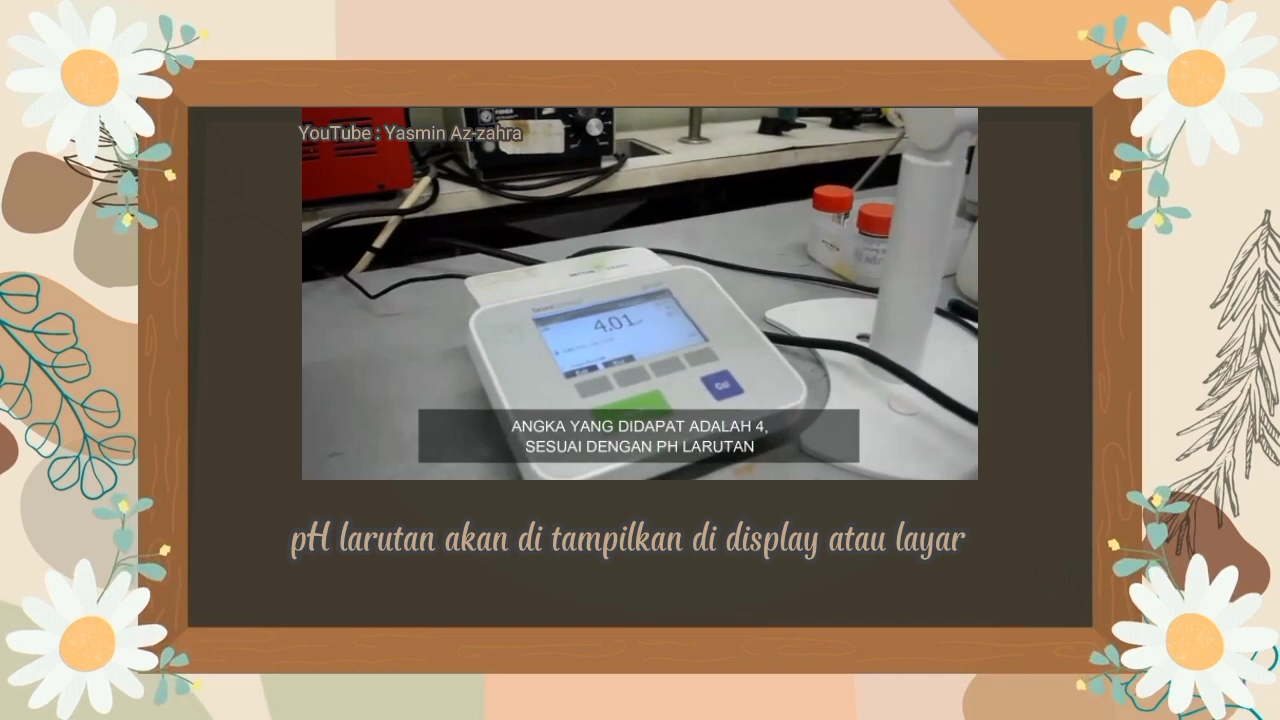 YouTube : Yasmin Az-zahra
4.01
Cal
ANGKA YANG DIDAPAT ADALAH 4,
SESUAI DENGAN PH LARUTAN
pH larutan akan di tampilkan di display atau layar